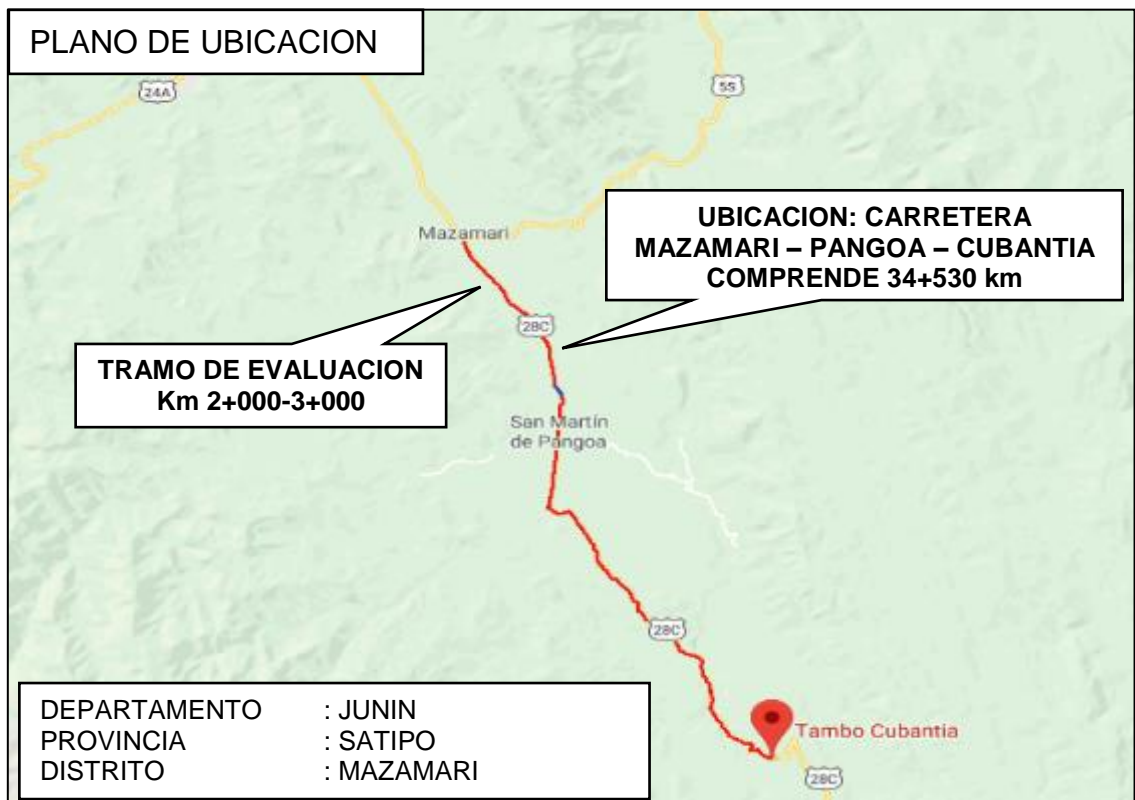 PLANO DE UBICACION
24A
5S
Mazamari
UBICACION: CARRETERA
MAZAMARI – PANGOA – CUBANTIA
COMPRENDE 34+530 km
28C
TRAMO DE EVALUACION
Km 2+000-3+000
San Martín
de Pangoa
28C
DEPARTAMENTO : JUNIN
PROVINCIA : SATIPO
DISTRITO : MAZAMARI
Tambo Cubantia
28C